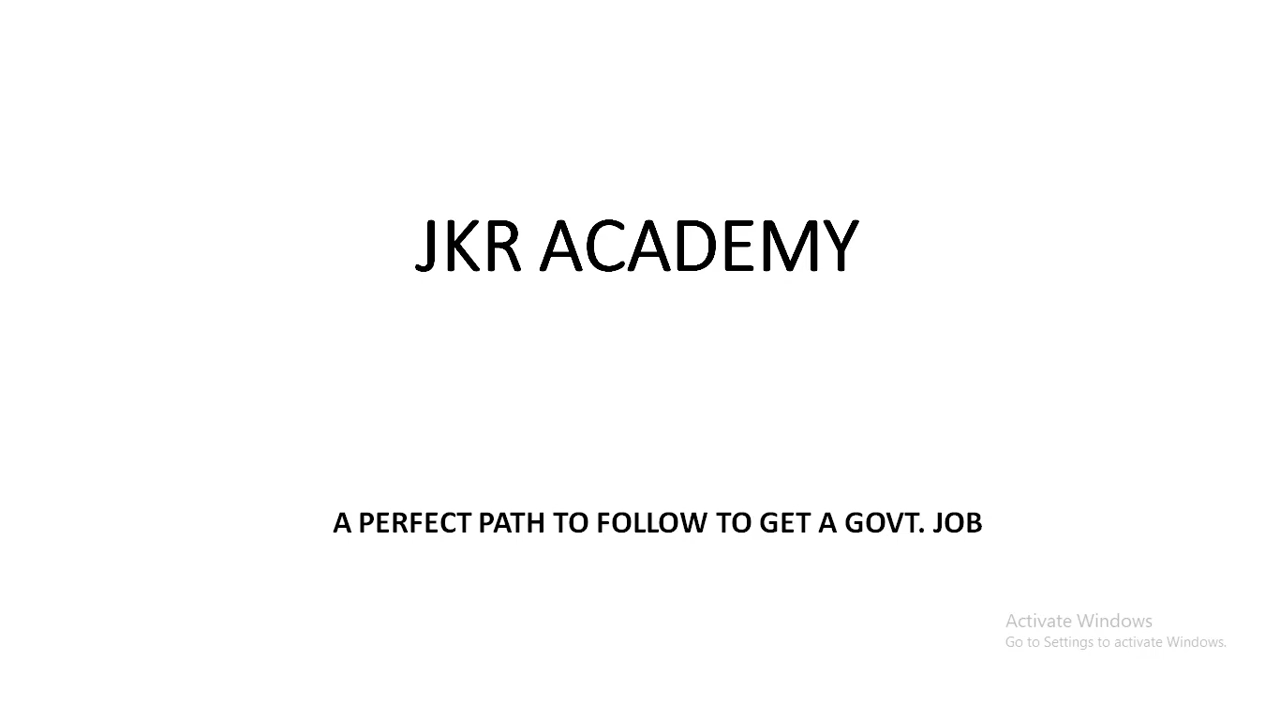 JKR ACADEMY
A PERFECT PATH TO FOLLOW TO GET A GOVT. JOB
Activate Windows
Go to Settings to activate Windows.